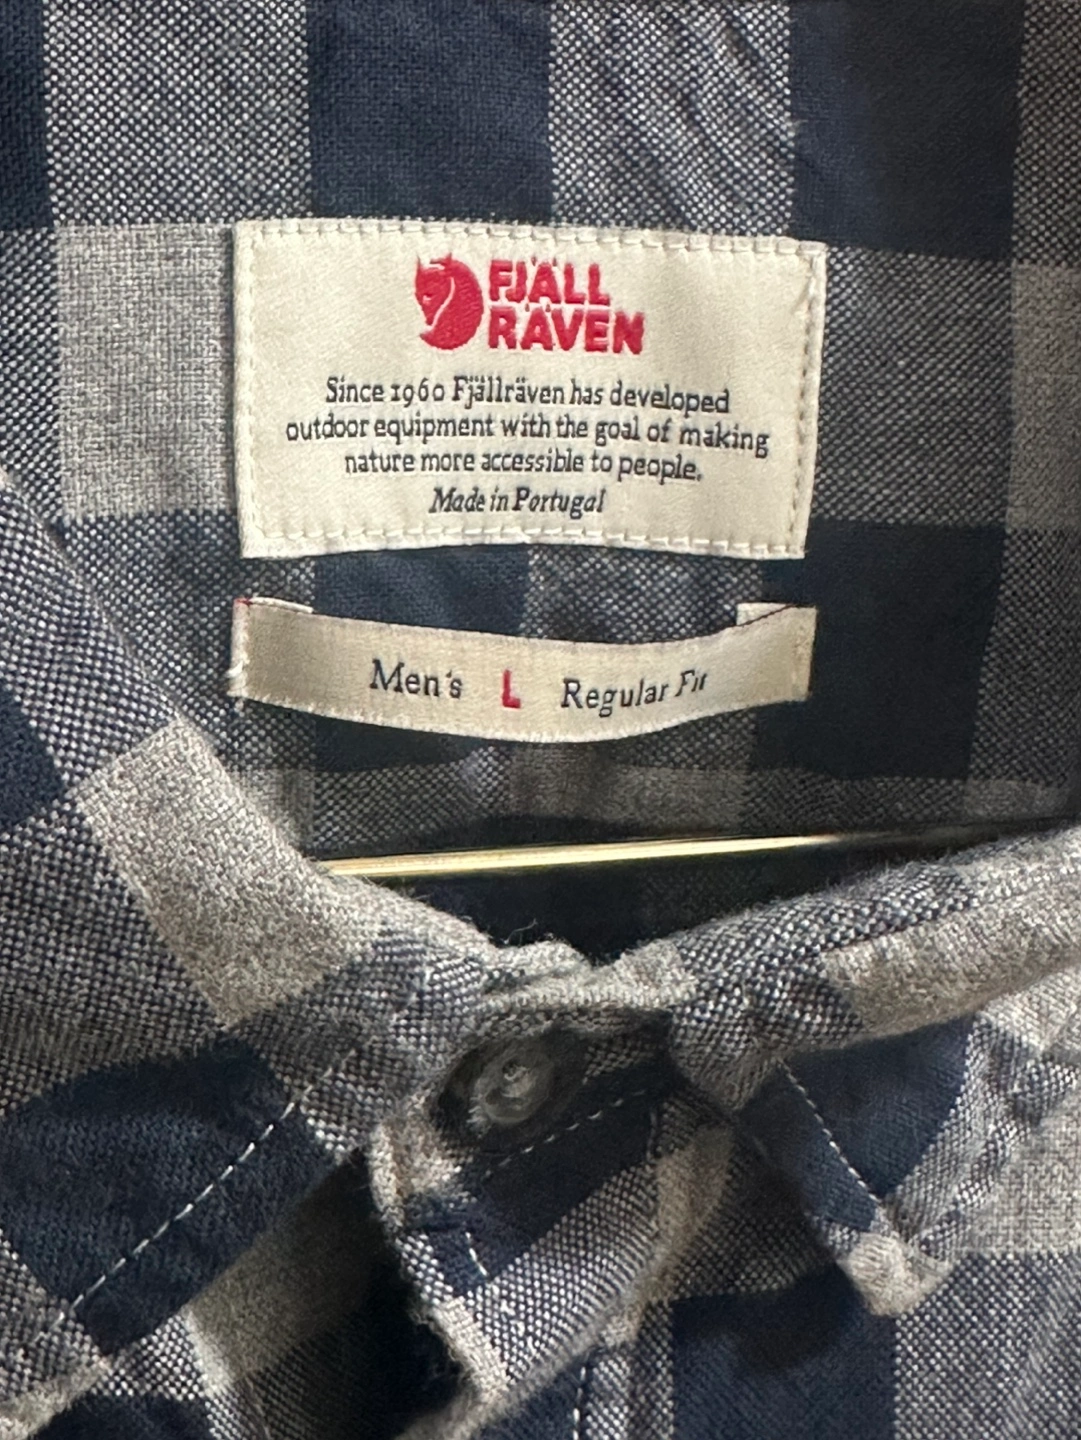 FJÄLL
RÄVEN
Since 1960 Fjällräven has developed
outdoor equipment with the goal of making
nature more accessible to people.
Made in Portugal
Men's L Regular Fit